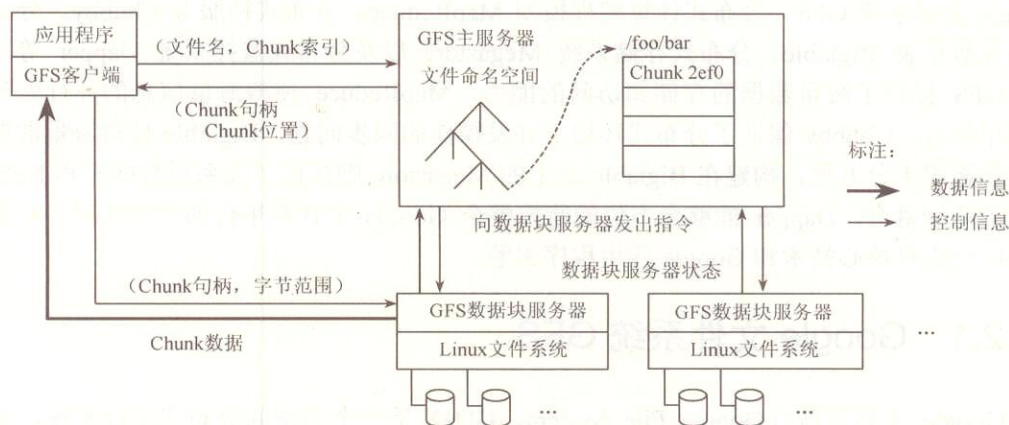 应用程序
GFS客户端
（文件名，Chunk索引）
（Chunk句柄
Chunk位置）
GFS主服务器
文件命名空间
/foo/bar
Chunk 2ef0
标注：
数据信息
控制信息
向数据块服务器发出指令
数据块服务器状态
（Chunk句柄，字节范围）
Chunk数据
GFS数据块服务器
Linux文件系统
...
GFS数据块服务器
Linux文件系统
...
...